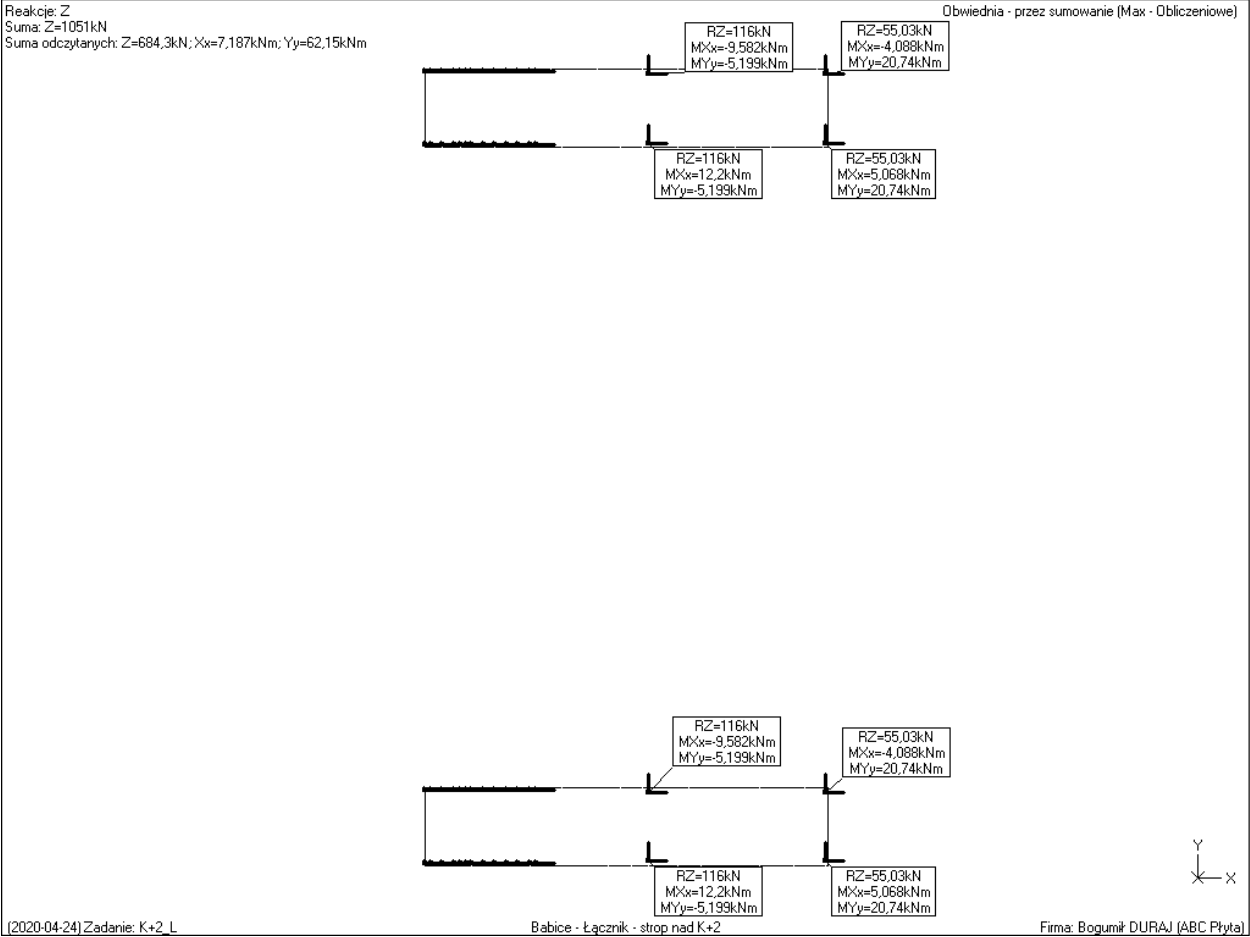 Reakcje: Z
Suma: Z=1051kN
Suma odczytanych: Z=684,3kN; Xx=7,187kNm; Yy=62,15kNm
Obwiednia - przez sumowanie (Max - Obliczeniowe)
RZ=116kN
MXx=-9,582kNm
MYy=-5,199kNm
RZ=55,03kN
MXx=-4,088kNm
MYy=20,74kNm
RZ=116kN
MXx=12,2kNm
MYy=-5,199kNm
RZ=55,03kN
MXx=5,068kNm
MYy=20,74kNm
RZ=116kN
MXx=-9,582kNm
MYy=-5,199kNm
RZ=55,03kN
MXx=-4,088kNm
MYy=20,74kNm
RZ=116kN
MXx=12,2kNm
MYy=-5,199kNm
RZ=55,03kN
MXx=5,068kNm
MYy=20,74kNm
Y
X
(2020-04-24) Zadanie: K+2_L
Babice - Łącznik - strop nad K+2
Firma: Bogumił DURAJ (ABC Płyta)